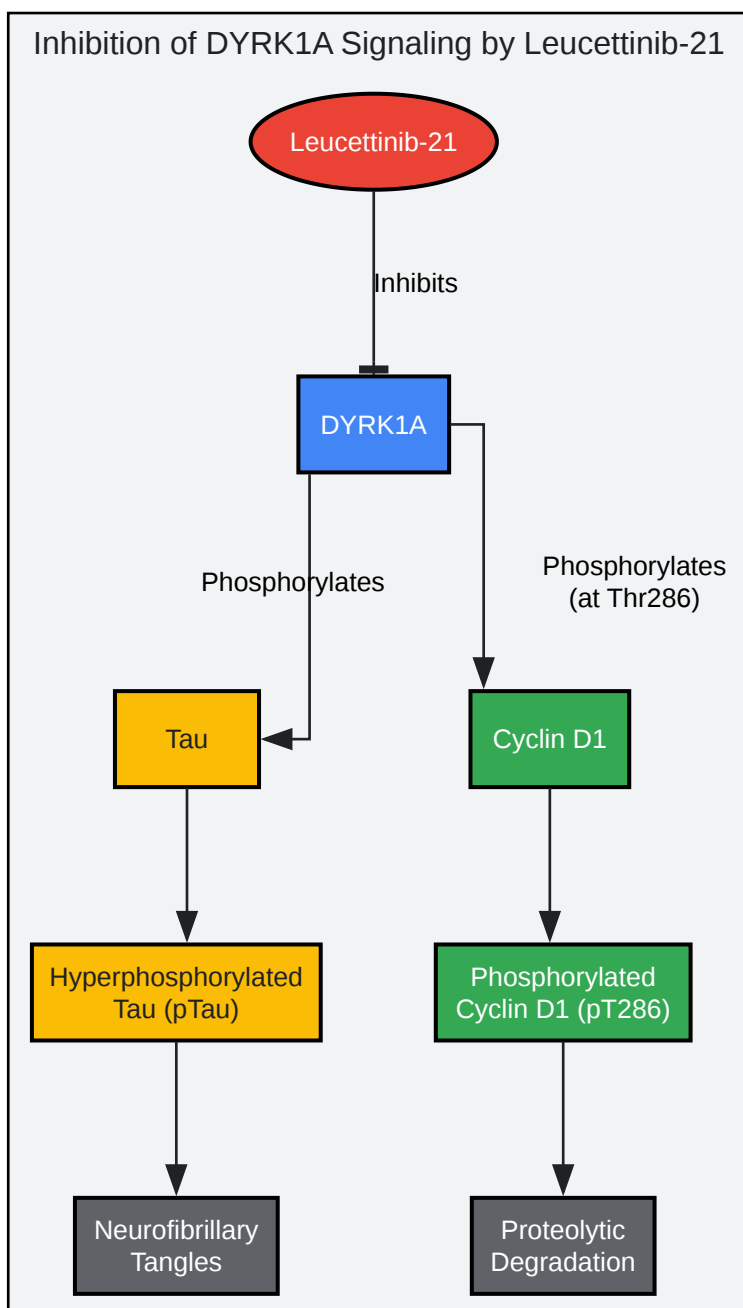 Inhibition of DYRK1A Signaling by Leucettinib-21
Leucettinib-21
Inhibits
DYRK1A
Phosphorylates
Phosphorylates
(at Thr286)
Tau
Cyclin D1
Hyperphosphorylated
Tau (pTau)
Phosphorylated
Cyclin D1 (pT286)
Neurofibrillary
Tangles
Proteolytic
Degradation